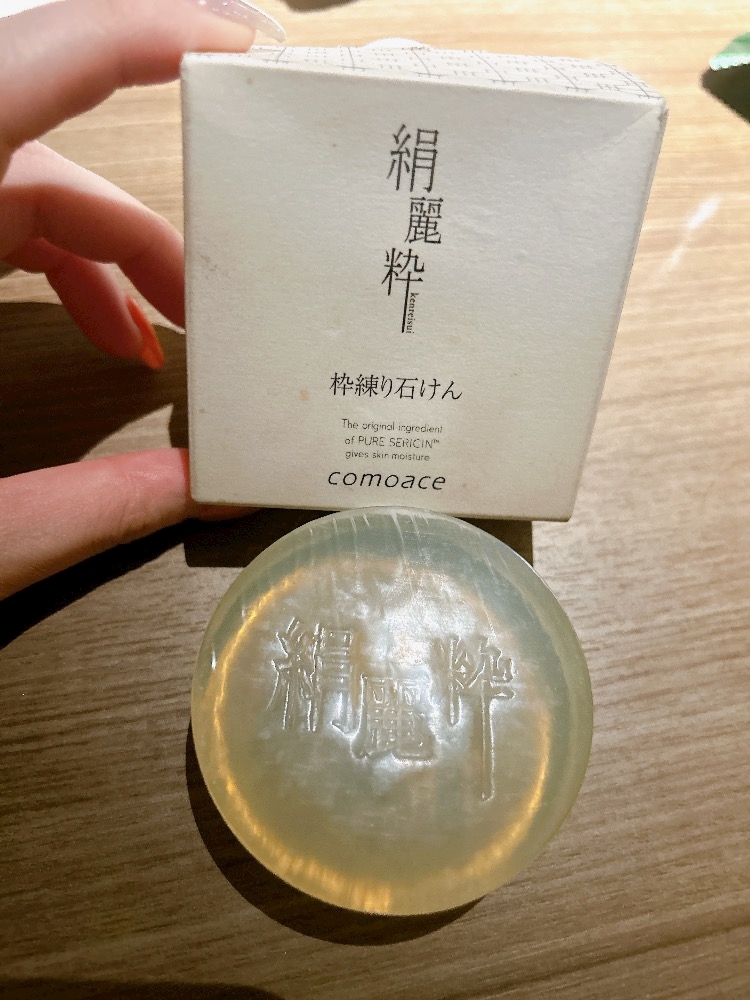 絹麗粋
kenreisui
枠練り石けん
The original ingredient
of PURE SERICIN™
gives skin moisture
comoace
絹麗粋